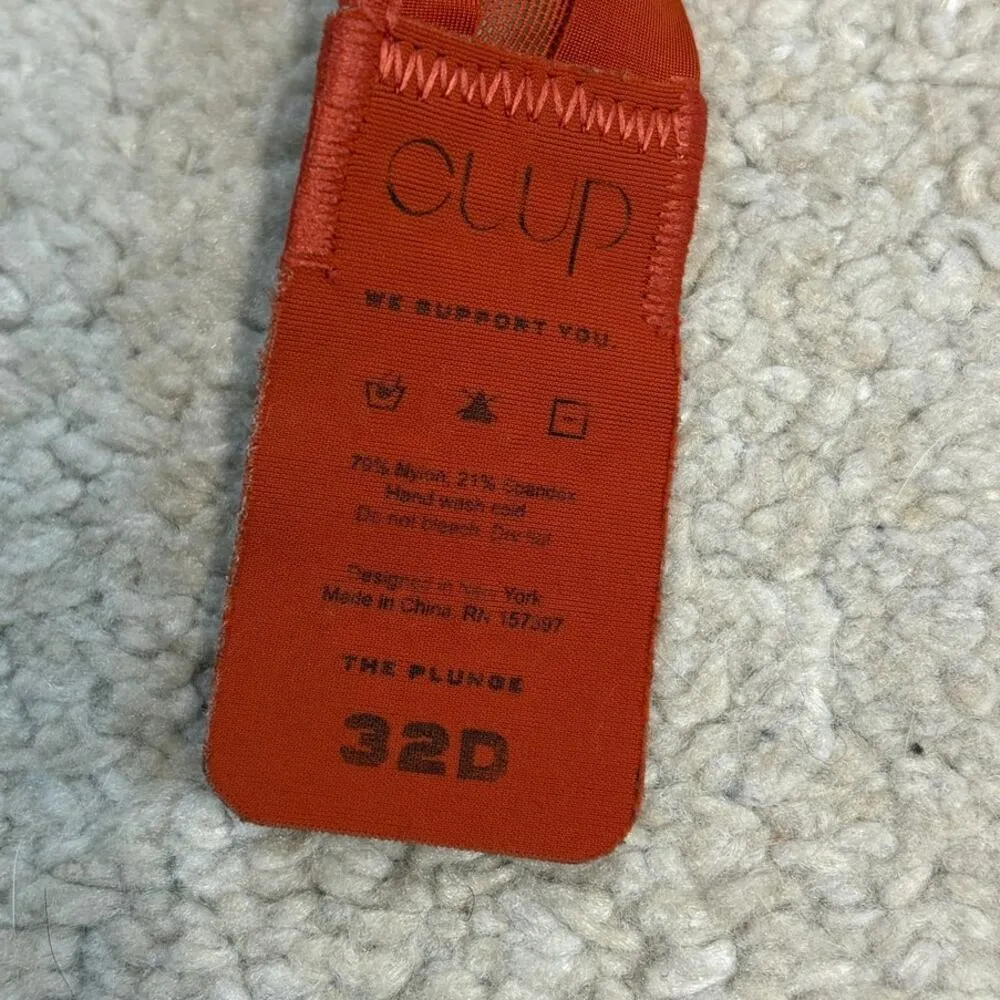 CUUP
WE SUPPORT YOU.
79% Nylon, 21% Spandex
Hand wash cold
Do not bleach. Dry flat
Designed in New York
Made in China. RN 157397
THE PLUNGE
32D